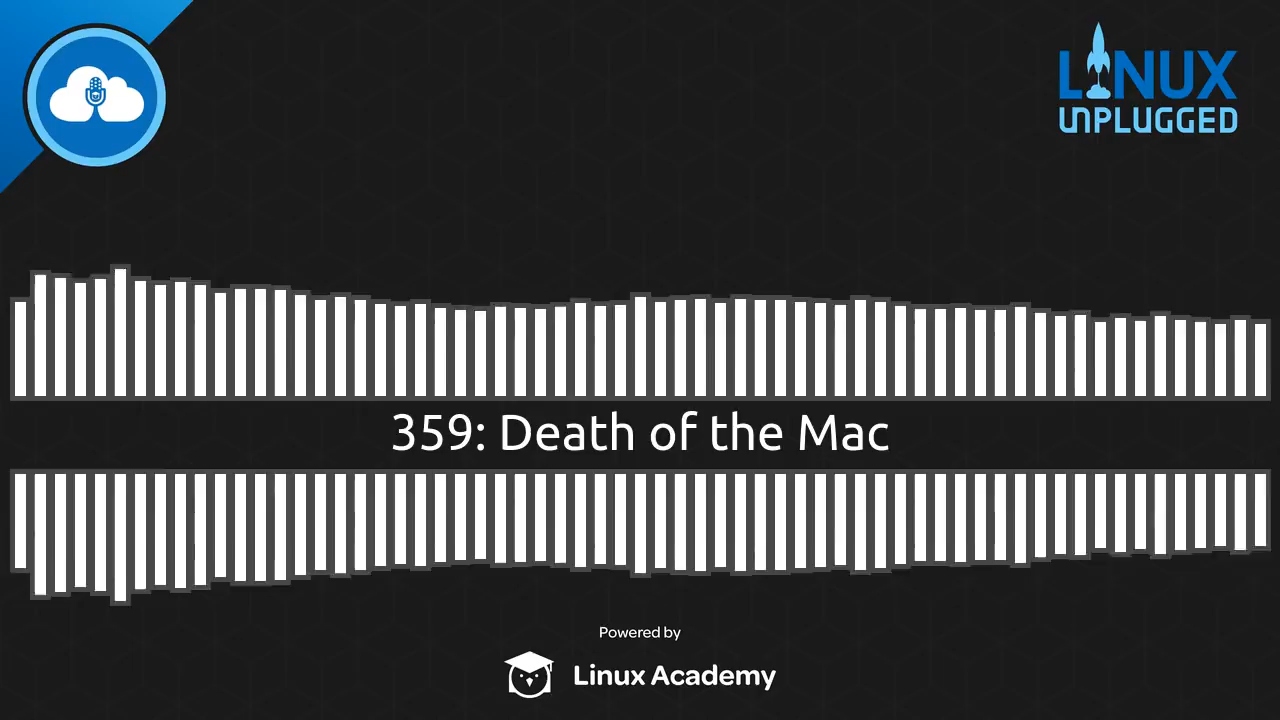 LINUX
UNPLUGGED
359: Death of the Mac
Powered by
Linux Academy